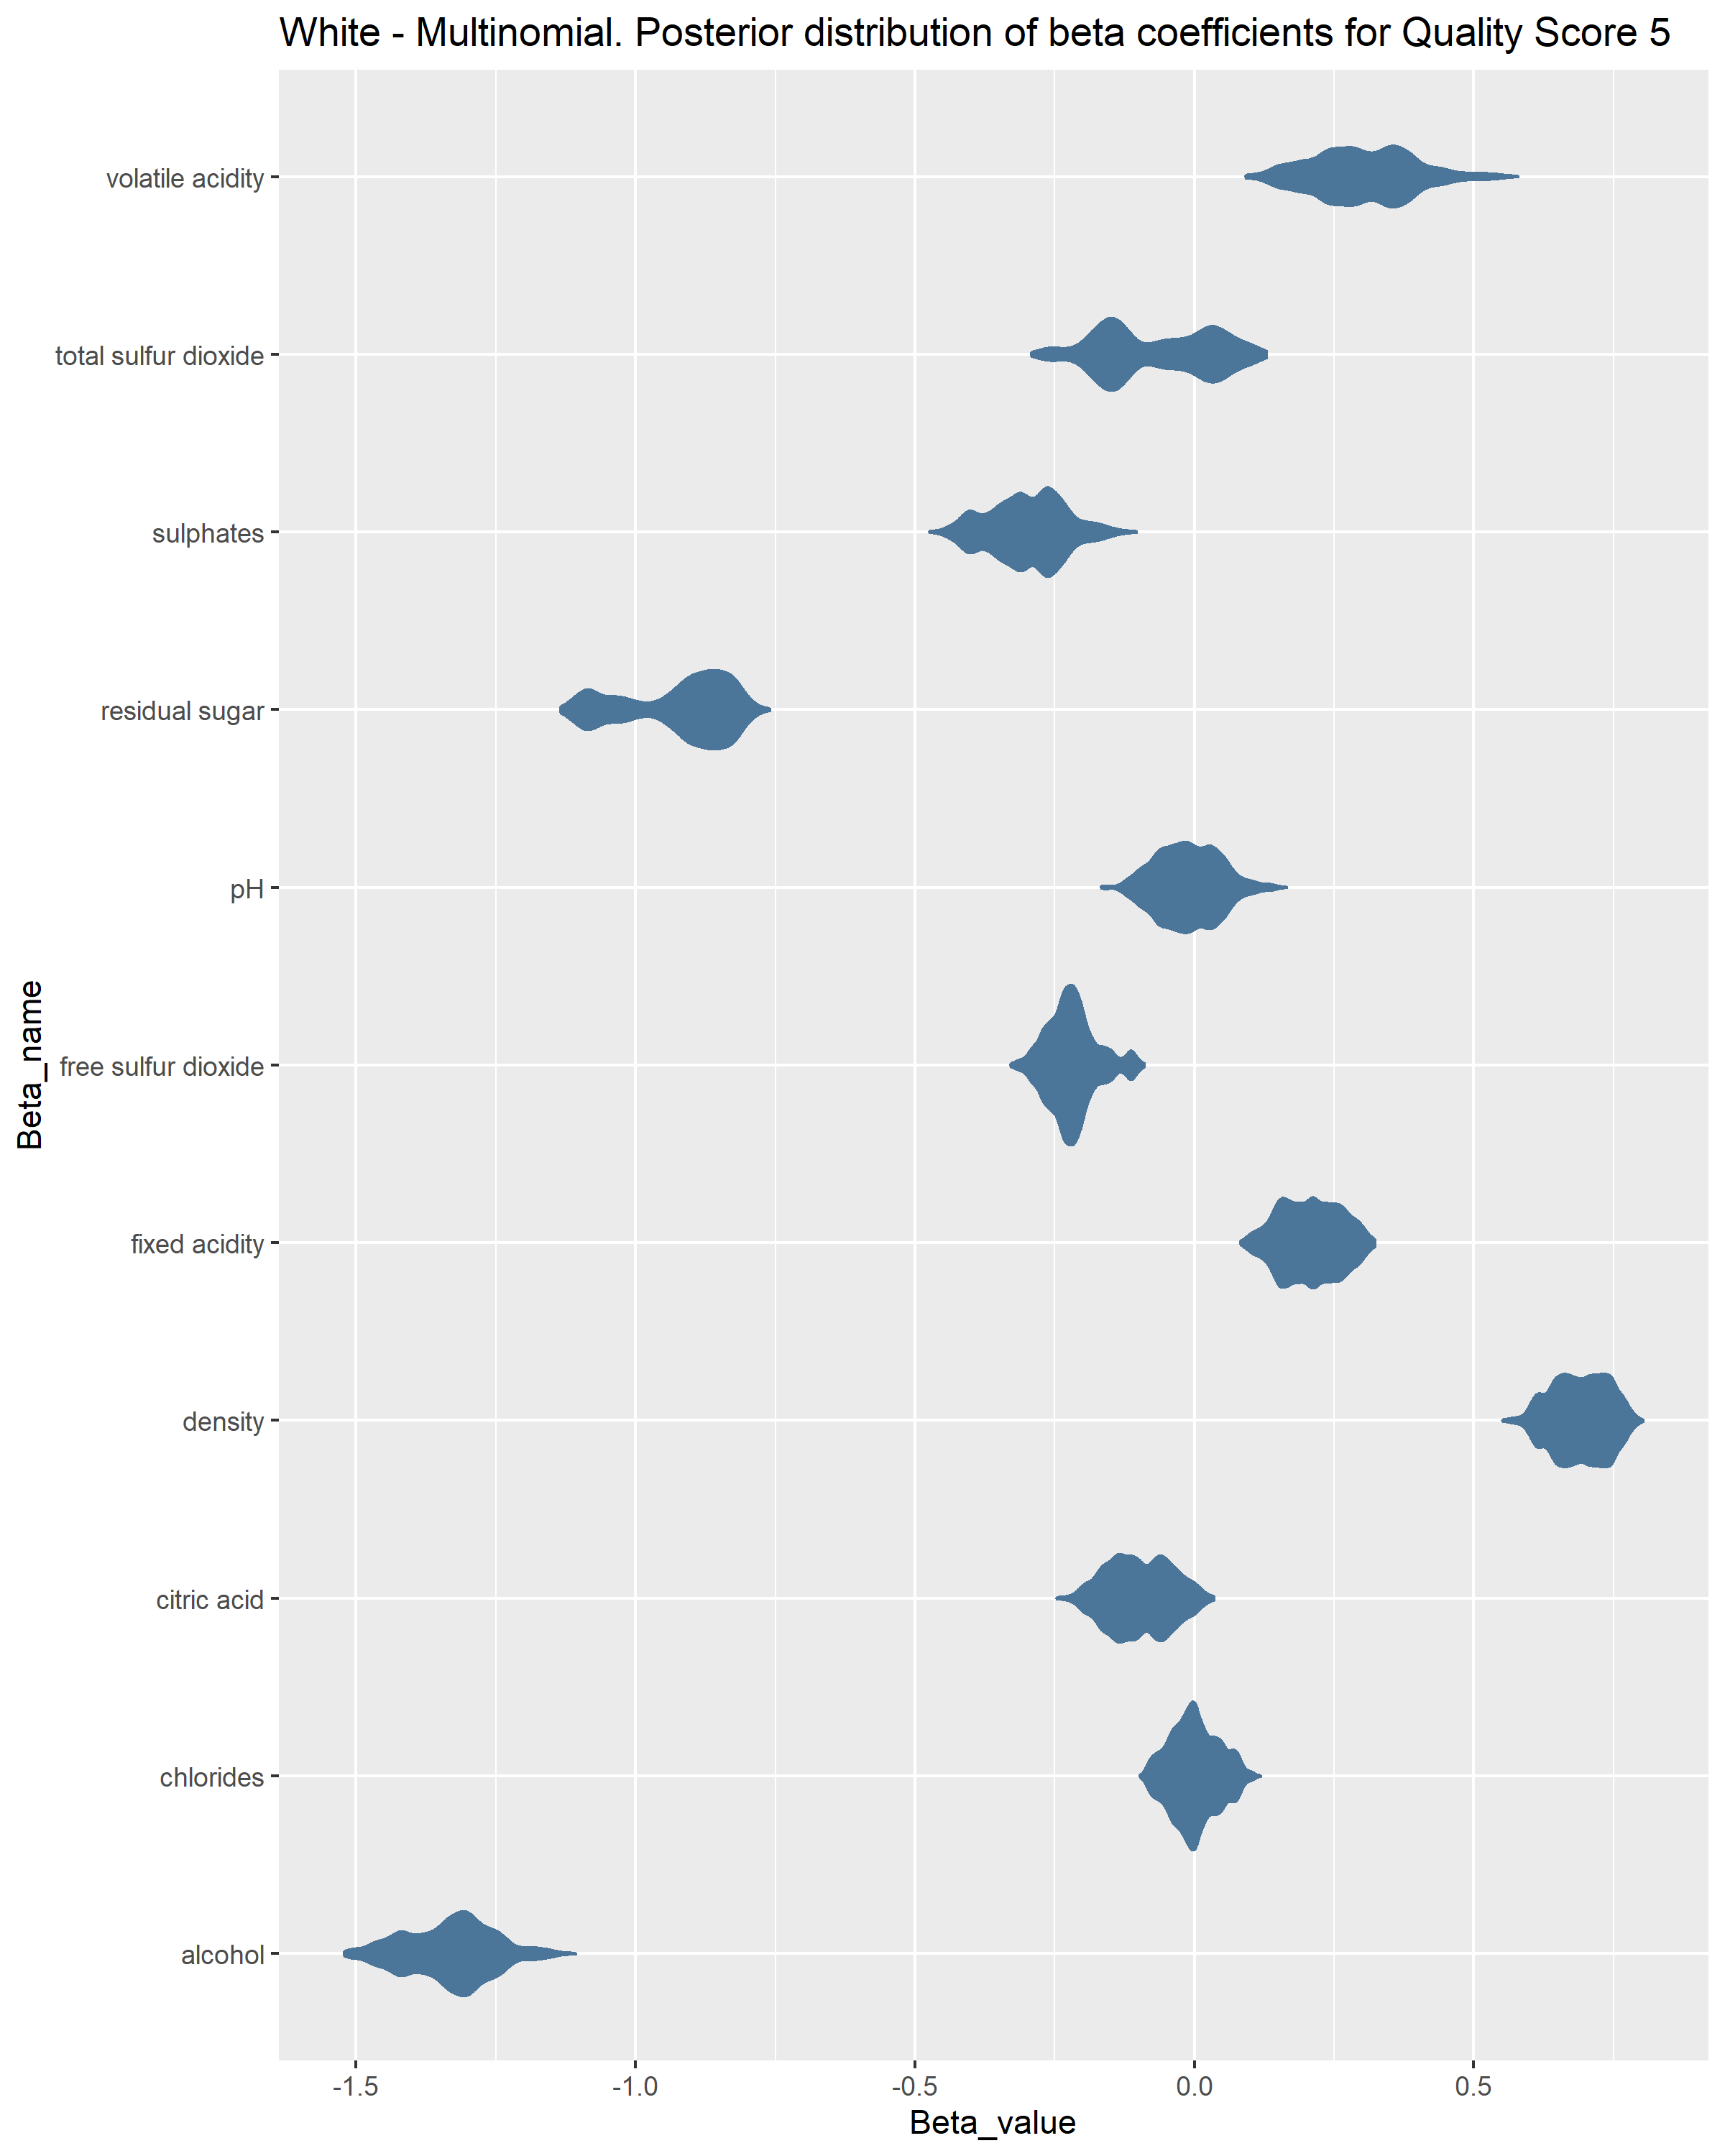 White - Multinomial. Posterior distribution of beta coefficients for Quality Score 5
volatile acidity
total sulfur dioxide
sulphates
residual sugar
pH
free sulfur dioxide
fixed acidity
density
citric acid
chlorides
alcohol
Beta_name
-1.5 -1.0 -0.5 0.0 0.5
Beta_value